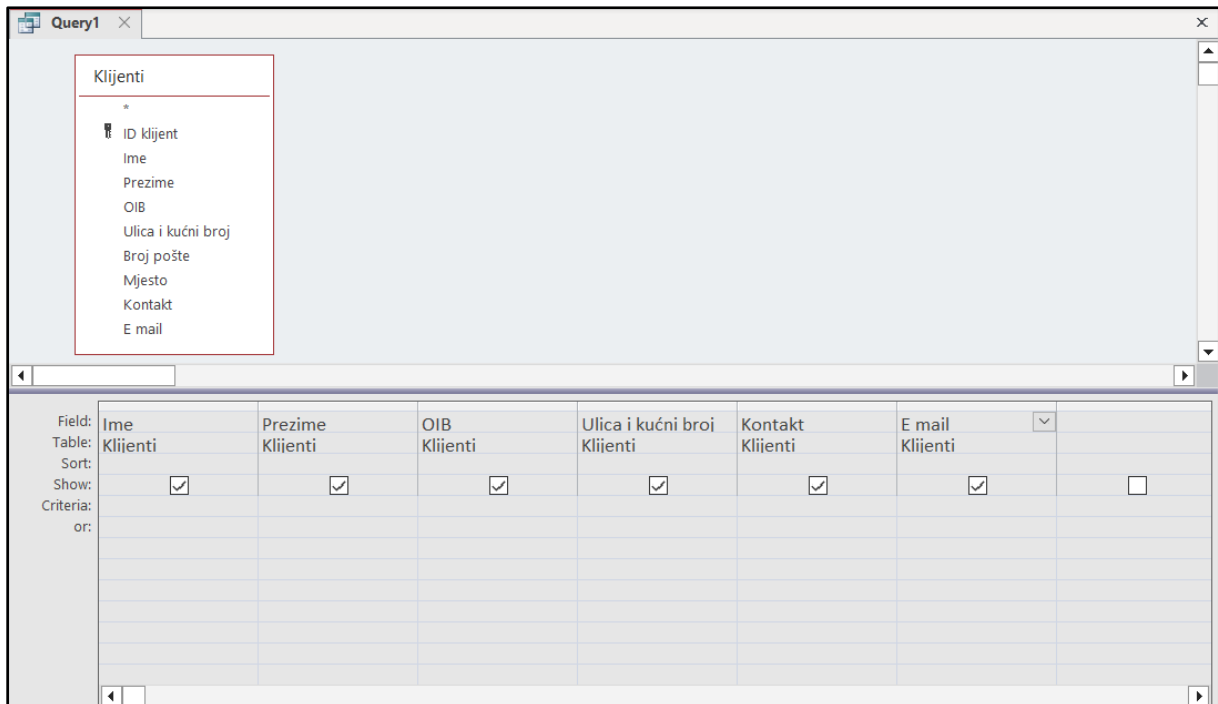 Query1
Klijenti
*
ID klijent
Ime
Prezime
OIB
Ulica i kućni broj
Broj pošte
Mjesto
Kontakt
E mail
Field: Ime Prezime OIB Ulica i kućni broj Kontakt E mail
Table: Klijenti Klijenti Klijenti Klijenti Klijenti Klijenti
Sort:
Show:
Criteria:
or: